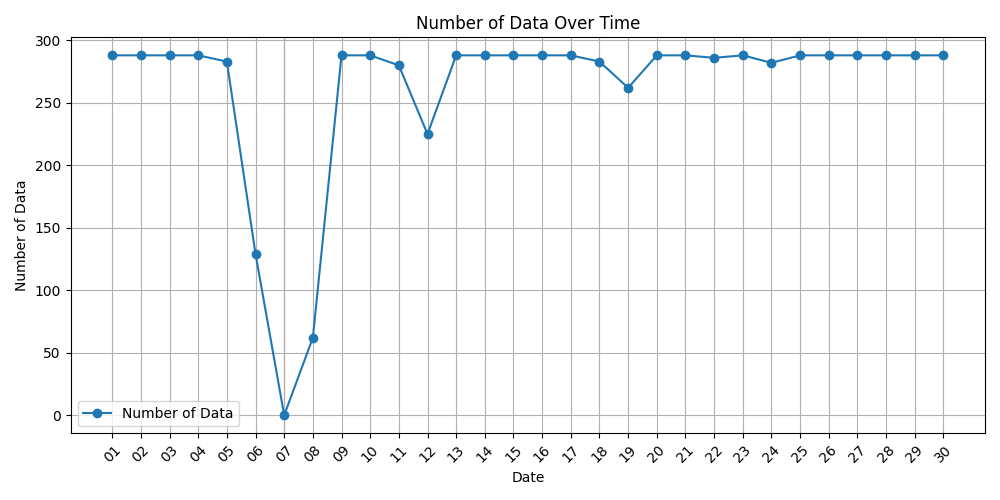 Number of Data Over Time
300
250
200
150
100
50
0
Number of Data
Number of Data
01 02 03 04 05 06 07 08 09 10 11 12 13 14 15 16 17 18 19 20 21 22 23 24 25 26 27 28 29 30
Date